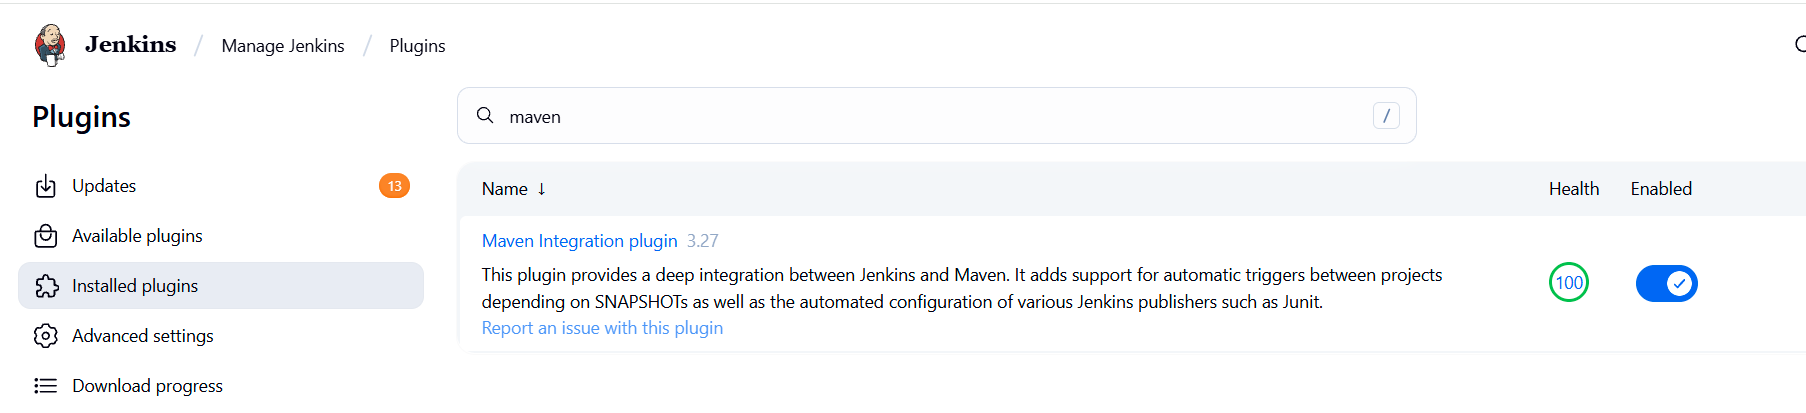 Jenkins / Manage Jenkins / Plugins
Plugins
maven /
Updates 13
Available plugins
Installed plugins
Advanced settings
Download progress
Name ↓ Health Enabled
Maven Integration plugin 3.27
This plugin provides a deep integration between Jenkins and Maven. It adds support for automatic triggers between projects
depending on SNAPSHOTs as well as the automated configuration of various Jenkins publishers such as Junit.
Report an issue with this plugin
100